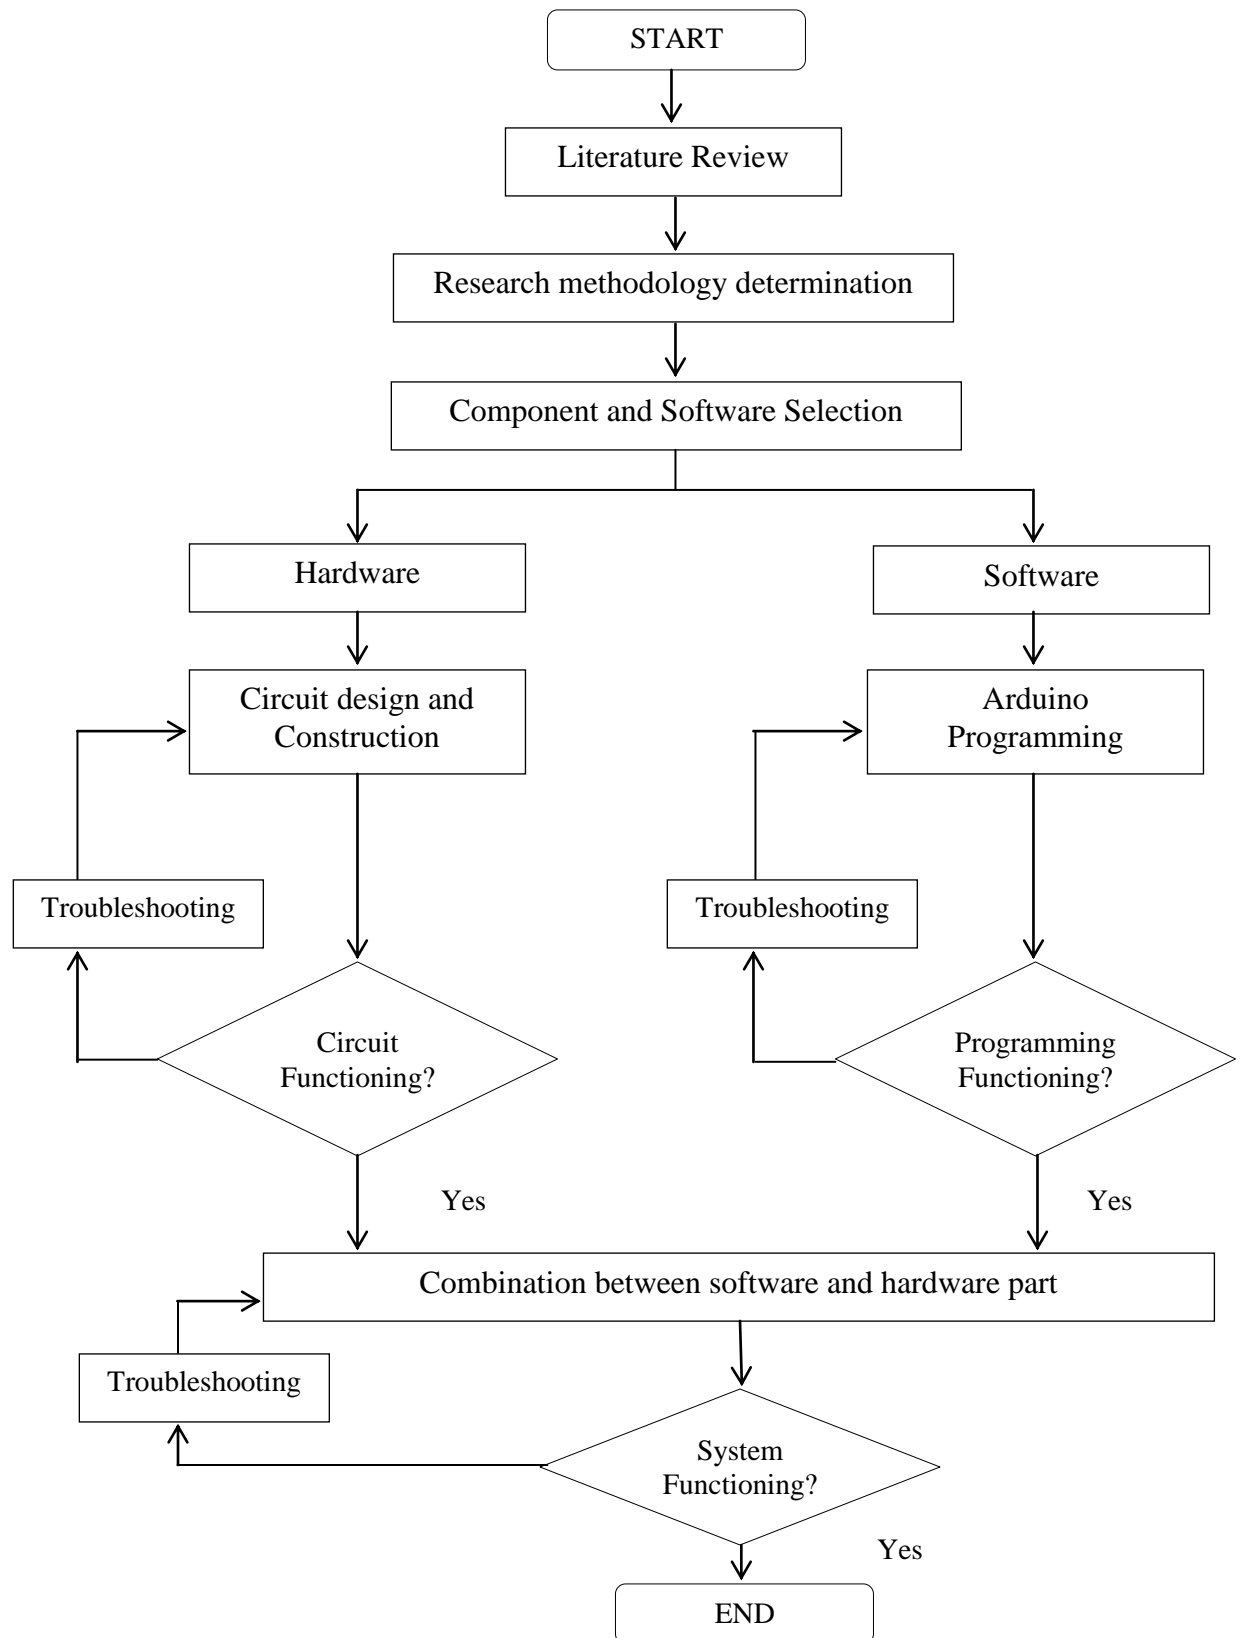 START
Literature Review
Research methodology determination
Component and Software Selection
Hardware
Software
Circuit design and
Construction
Arduino
Programming
Troubleshooting
Troubleshooting
Circuit
Functioning?
Programming
Functioning?
Yes
Yes
Combination between software and hardware part
Troubleshooting
System
Functioning?
Yes
END